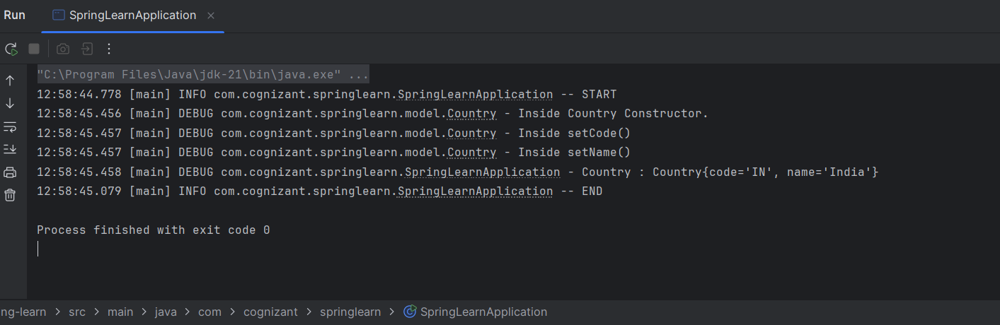 Run SpringLearnApplication
"C:\Program Files\Java\jdk-21\bin\java.exe" ...
12:58:44.778 [main] INFO com.cognizant.springlearn.SpringLearnApplication -- START
12:58:45.456 [main] DEBUG com.cognizant.springlearn.model.Country - Inside Country Constructor.
12:58:45.457 [main] DEBUG com.cognizant.springlearn.model.Country - Inside setCode()
12:58:45.457 [main] DEBUG com.cognizant.springlearn.model.Country - Inside setName()
12:58:45.458 [main] DEBUG com.cognizant.springlearn.SpringLearnApplication - Country : Country{code='IN', name='India'}
12:58:45.079 [main] INFO com.cognizant.springlearn.SpringLearnApplication -- END
Process finished with exit code 0
ng-learn > src > main > java > com > cognizant > springlearn > SpringLearnApplication